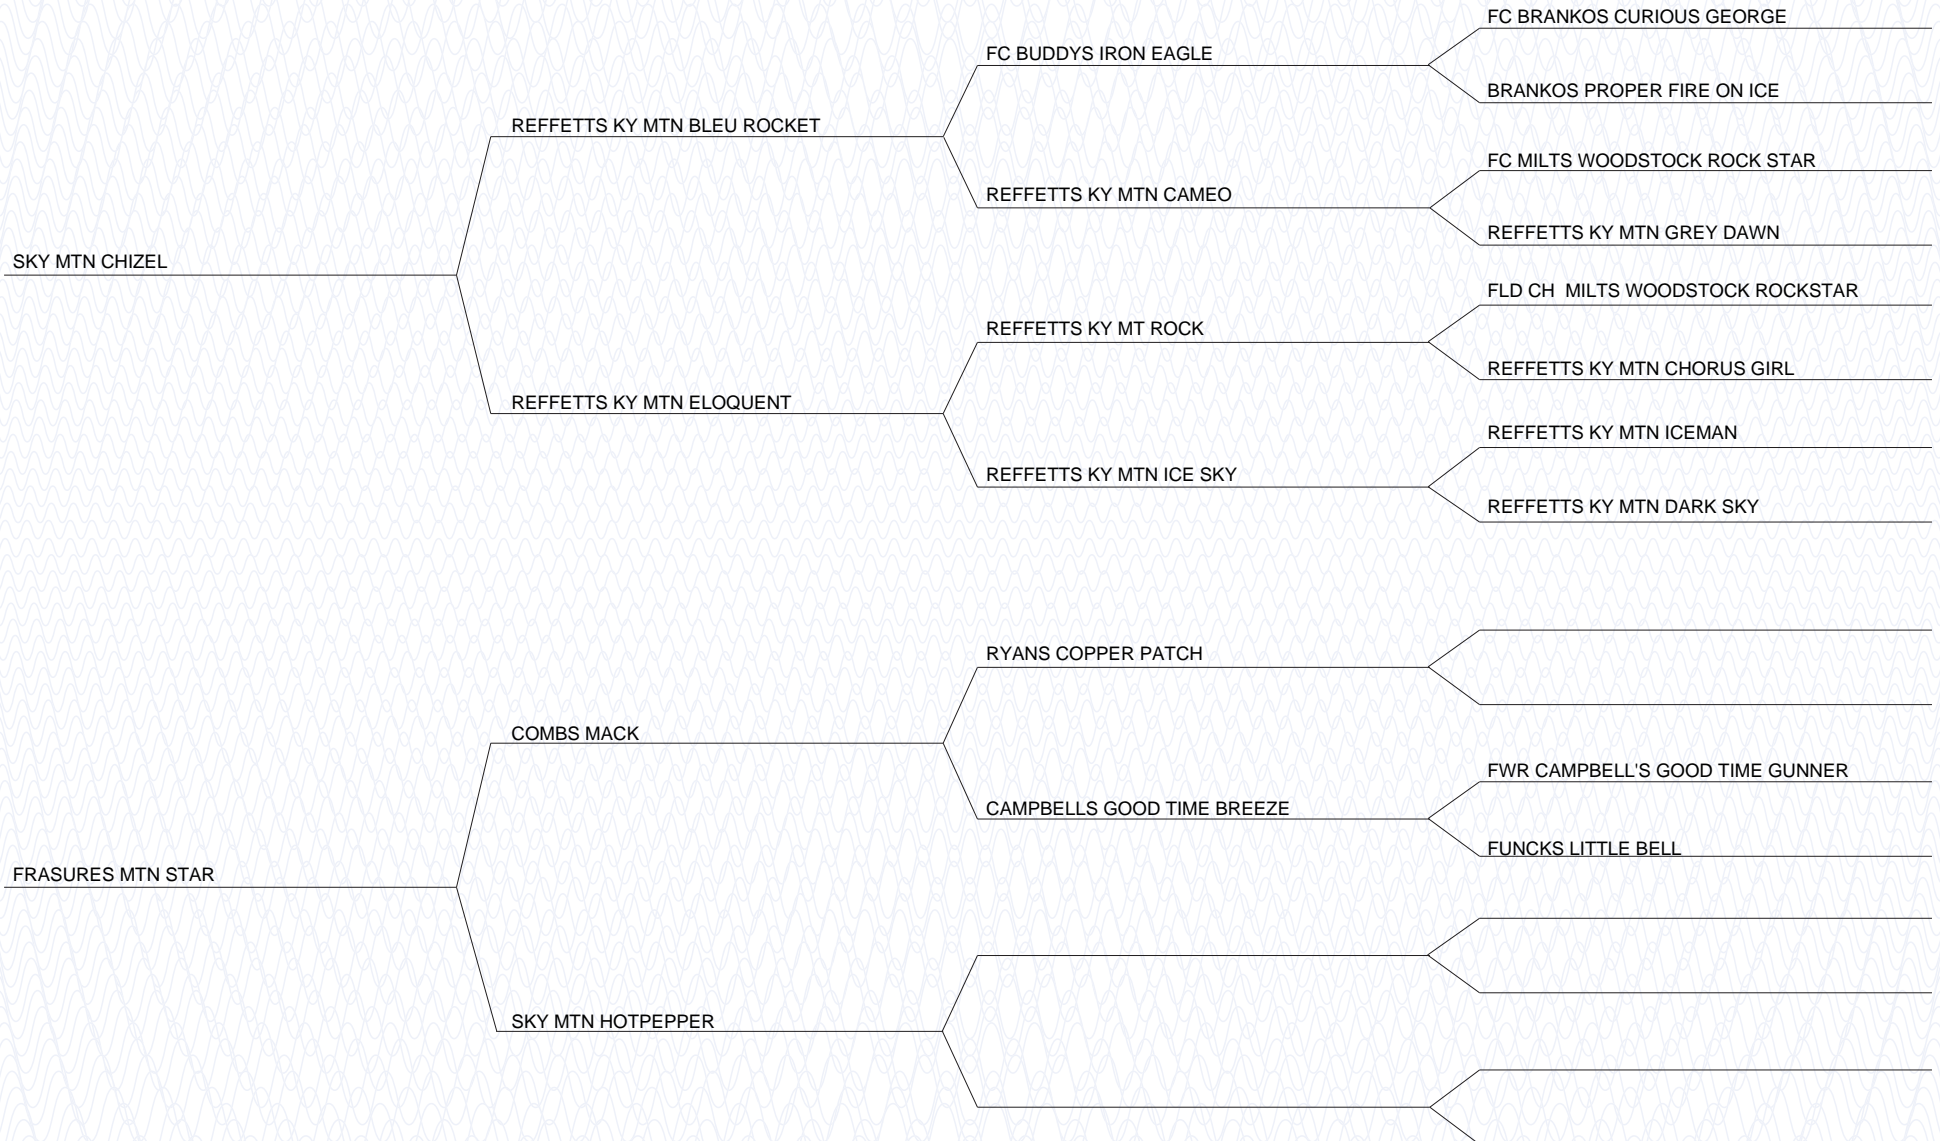 FC BRANKOS CURIOUS GEORGE
FC BUDDYS IRON EAGLE
BRANKOS PROPER FIRE ON ICE
REFFETTS KY MTN BLEU ROCKET
FC MILTS WOODSTOCK ROCK STAR
REFFETTS KY MTN CAMEO
REFFETTS KY MTN GREY DAWN
SKY MTN CHIZEL
FLD CH  MILTS WOODSTOCK ROCKSTAR
REFFETTS KY MT ROCK
REFFETTS KY MTN CHORUS GIRL
REFFETTS KY MTN ELOQUENT
REFFETTS KY MTN ICEMAN
REFFETTS KY MTN ICE SKY
REFFETTS KY MTN DARK SKY
RYANS COPPER PATCH
COMBS MACK
FWR CAMPBELL'S GOOD TIME GUNNER
CAMPBELLS GOOD TIME BREEZE
FUNCKS LITTLE BELL
FRASURES MTN STAR
SKY MTN HOTPEPPER